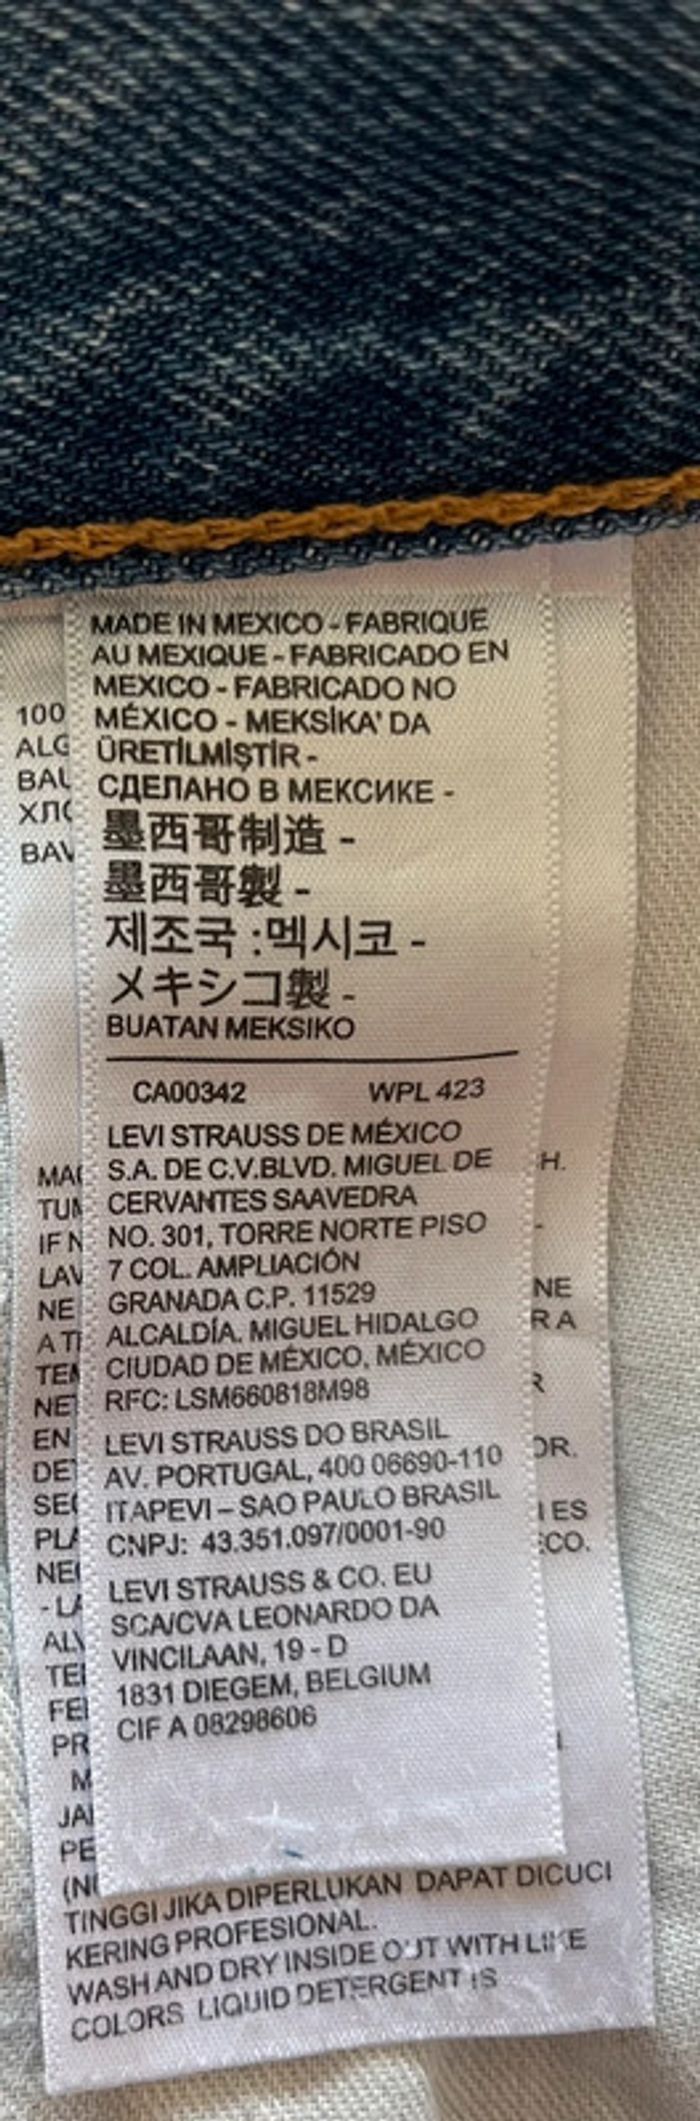 MADE IN MEXICO - FABRIQUE
AU MEXIQUE - FABRICADO EN
MEXICO - FABRICADO NO
MÉXICO - MEKSİKA' DA
ÜRETİLMİŞTİR -
СДЕЛАНО В МЕКСИКЕ -
墨西哥制造 -
墨西哥製 -
제조국 :멕시코 -
メキシコ製 -
BUATAN MEKSIKO
CA00342 WPL 423
LEVI STRAUSS DE MÉXICO
S.A. DE C.V.BLVD. MIGUEL DE
CERVANTES SAAVEDRA
NO. 301, TORRE NORTE PISO
7 COL. AMPLIACIÓN
GRANADA C.P. 11529
ALCALDÍA. MIGUEL HIDALGO
CIUDAD DE MÉXICO, MÉXICO
RFC: LSM660818M98
LEVI STRAUSS DO BRASIL
AV. PORTUGAL, 400 06690-110
ITAPEVI – SAO PAULO BRASIL
CNPJ: 43.351.097/0001-90
LEVI STRAUSS & CO. EU
SCA/CVA LEONARDO DA
VINCILAAN, 19 - D
1831 DIEGEM, BELGIUM
CIF A 08298606
100
IF
NE
A
EN
TINGGI JIKA DIPERLUKAN DAPAT DICUCI
KERING PROFESIONAL.
WASH AND DRY INSIDE OUT WITH LIKE
COLORS LIQUID DETERGENT IS